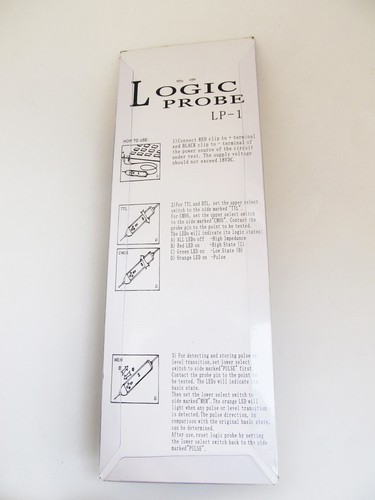 LOGIC
PROBE
LP-1
HOW TO USE
1)Connect RED clip to + terminal
and BLACK clip to - terminal of
the power source of the circuit
under test. The supply voltage
should not exceed 18VDC.
2)For TTL and DTL, set the upper select
switch to the side marked "TTL".
For CMOS, set the upper select switch
to the side marked "CMOS". Contact the
probe pin to the point to be tested.
The LEDs will indicate its logic states:
A) ALL LEDs off -High Impedance
B) Red LED on -High State (I)
C) Green LED on -Low State (0)
D) Orange LED on -Pulse
TTL
CMOS
3) For detecting and storing pulse or
level transition, set lower select
switch to side marked"PULSE" first
Contact the probe pin to the point to
be tested. The LEDs will indicate its
basic state.
Then set the lower select switch to
side marked"MEM". The orange LED will
light when any pulse or level transition
is detected. The pulse direction, in
comparison with the original basic state,
can be determined.
After use, reset logic probe by setting
the lower select switch back to the side
marked"PULSE".
MEM